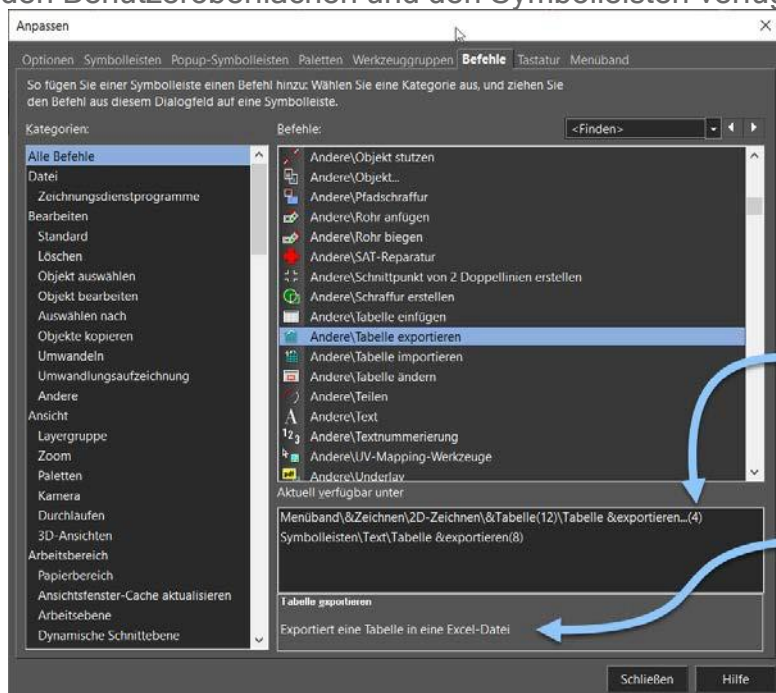 den Benutzeroberflächen und den Symbolleisten verfüg
Anpassen
Optionen Symbolleisten Popup-Symbolleisten Paletten Werkzeuggruppen Befehle Tastatur Menüband
So fügen Sie einer Symbolleiste einen Befehl hinzu: Wählen Sie eine Kategorie aus, und ziehen Sie
den Befehl aus diesem Dialogfeld auf eine Symbolleiste.
Kategorien:
Alle Befehle
Datei
Zeichnungsdienstprogramme
Bearbeiten
Standard
Löschen
Objekt auswählen
Objekt bearbeiten
Auswählen nach
Objekte kopieren
Umwandeln
Umwandlungsaufzeichnung
Andere
Ansicht
Layergruppe
Zoom
Paletten
Kamera
Durchlaufen
3D-Ansichten
Arbeitsbereich
Papierbereich
Ansichtsfenster-Cache aktualisieren
Arbeitsebene
Dynamische Schnittebene
Befehle:
<Finden>
Andere\Objekt stutzen
Andere\Objekt...
Andere\Pfadschraffur
Andere\Rohr anfügen
Andere\Rohr biegen
Andere\SAT-Reparatur
Andere\Schnittpunkt von 2 Doppellinien erstellen
Andere\Schraffur erstellen
Andere\Tabelle einfügen
Andere\Tabelle exportieren
Andere\Tabelle importieren
Andere\Tabelle ändern
Andere\Teilen
Andere\Text
Andere\Textnummerierung
Andere\UV-Mapping-Werkzeuge
Andere\Underlay
Aktuell verfügbar unter
Menüband\&Zeichnen\2D-Zeichnen\&Tabelle(12)\Tabelle &exportieren...(4)
Symbolleisten\Text\Tabelle &exportieren(8)
Tabelle exportieren
Exportiert eine Tabelle in eine Excel-Datei
Schließen Hilfe